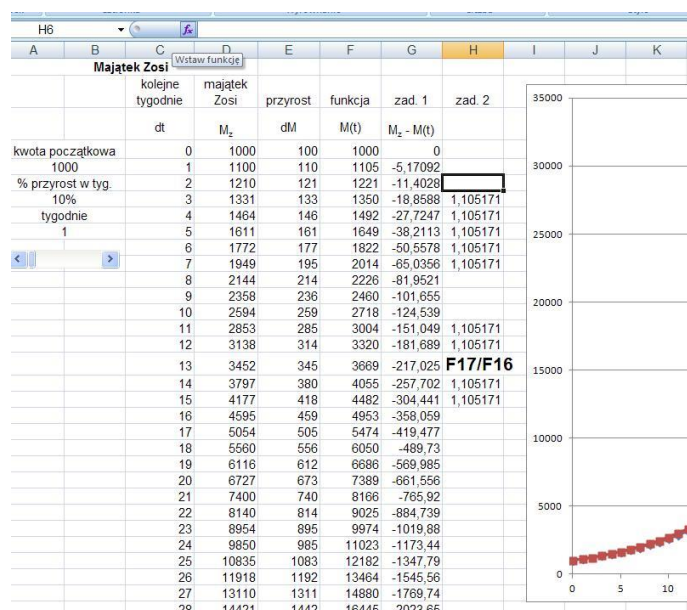 H6
fx
A B C D E F G H I J K
Majątek Zosi
Wstaw funkcję
kolejne tygodnie majątek Zosi przyrost funkcja zad. 1 zad. 2
dt Mz dM M(t) Mz - M(t)
kwota początkowa 0 1000 100 1000 0
1000 1 1100 110 1105 -5,17092
% przyrost w tyg. 2 1210 121 1221 -11,4028
10% 3 1331 133 1350 -18,8588 1,105171
tygodnie 4 1464 146 1492 -27,7247 1,105171
1 5 1611 161 1649 -38,2113 1,105171
6 1772 177 1822 -50,5578 1,105171
7 1949 195 2014 -65,0356 1,105171
8 2144 214 2226 -81,9521
9 2358 236 2460 -101,655
10 2594 259 2718 -124,539
11 2853 285 3004 -151,049 1,105171
12 3138 314 3320 -181,689 1,105171
13 3452 345 3669 -217,025 F17/F16
14 3797 380 4055 -257,702 1,105171
15 4177 418 4482 -304,441 1,105171
16 4595 459 4953 -358,059
17 5054 505 5474 -419,477
18 5560 556 6050 -489,73
19 6116 612 6686 -569,985
20 6727 673 7389 -661,556
21 7400 740 8166 -765,92
22 8140 814 9025 -884,739
23 8954 895 9974 -1019,88
24 9850 985 11023 -1173,44
25 10835 1083 12182 -1347,79
26 11918 1192 13464 -1545,56
27 13110 1311 14880 -1769,74
28 14421 1442 16445 -2023,65
35000
30000
25000
20000
15000
10000
5000
0
0 5 10